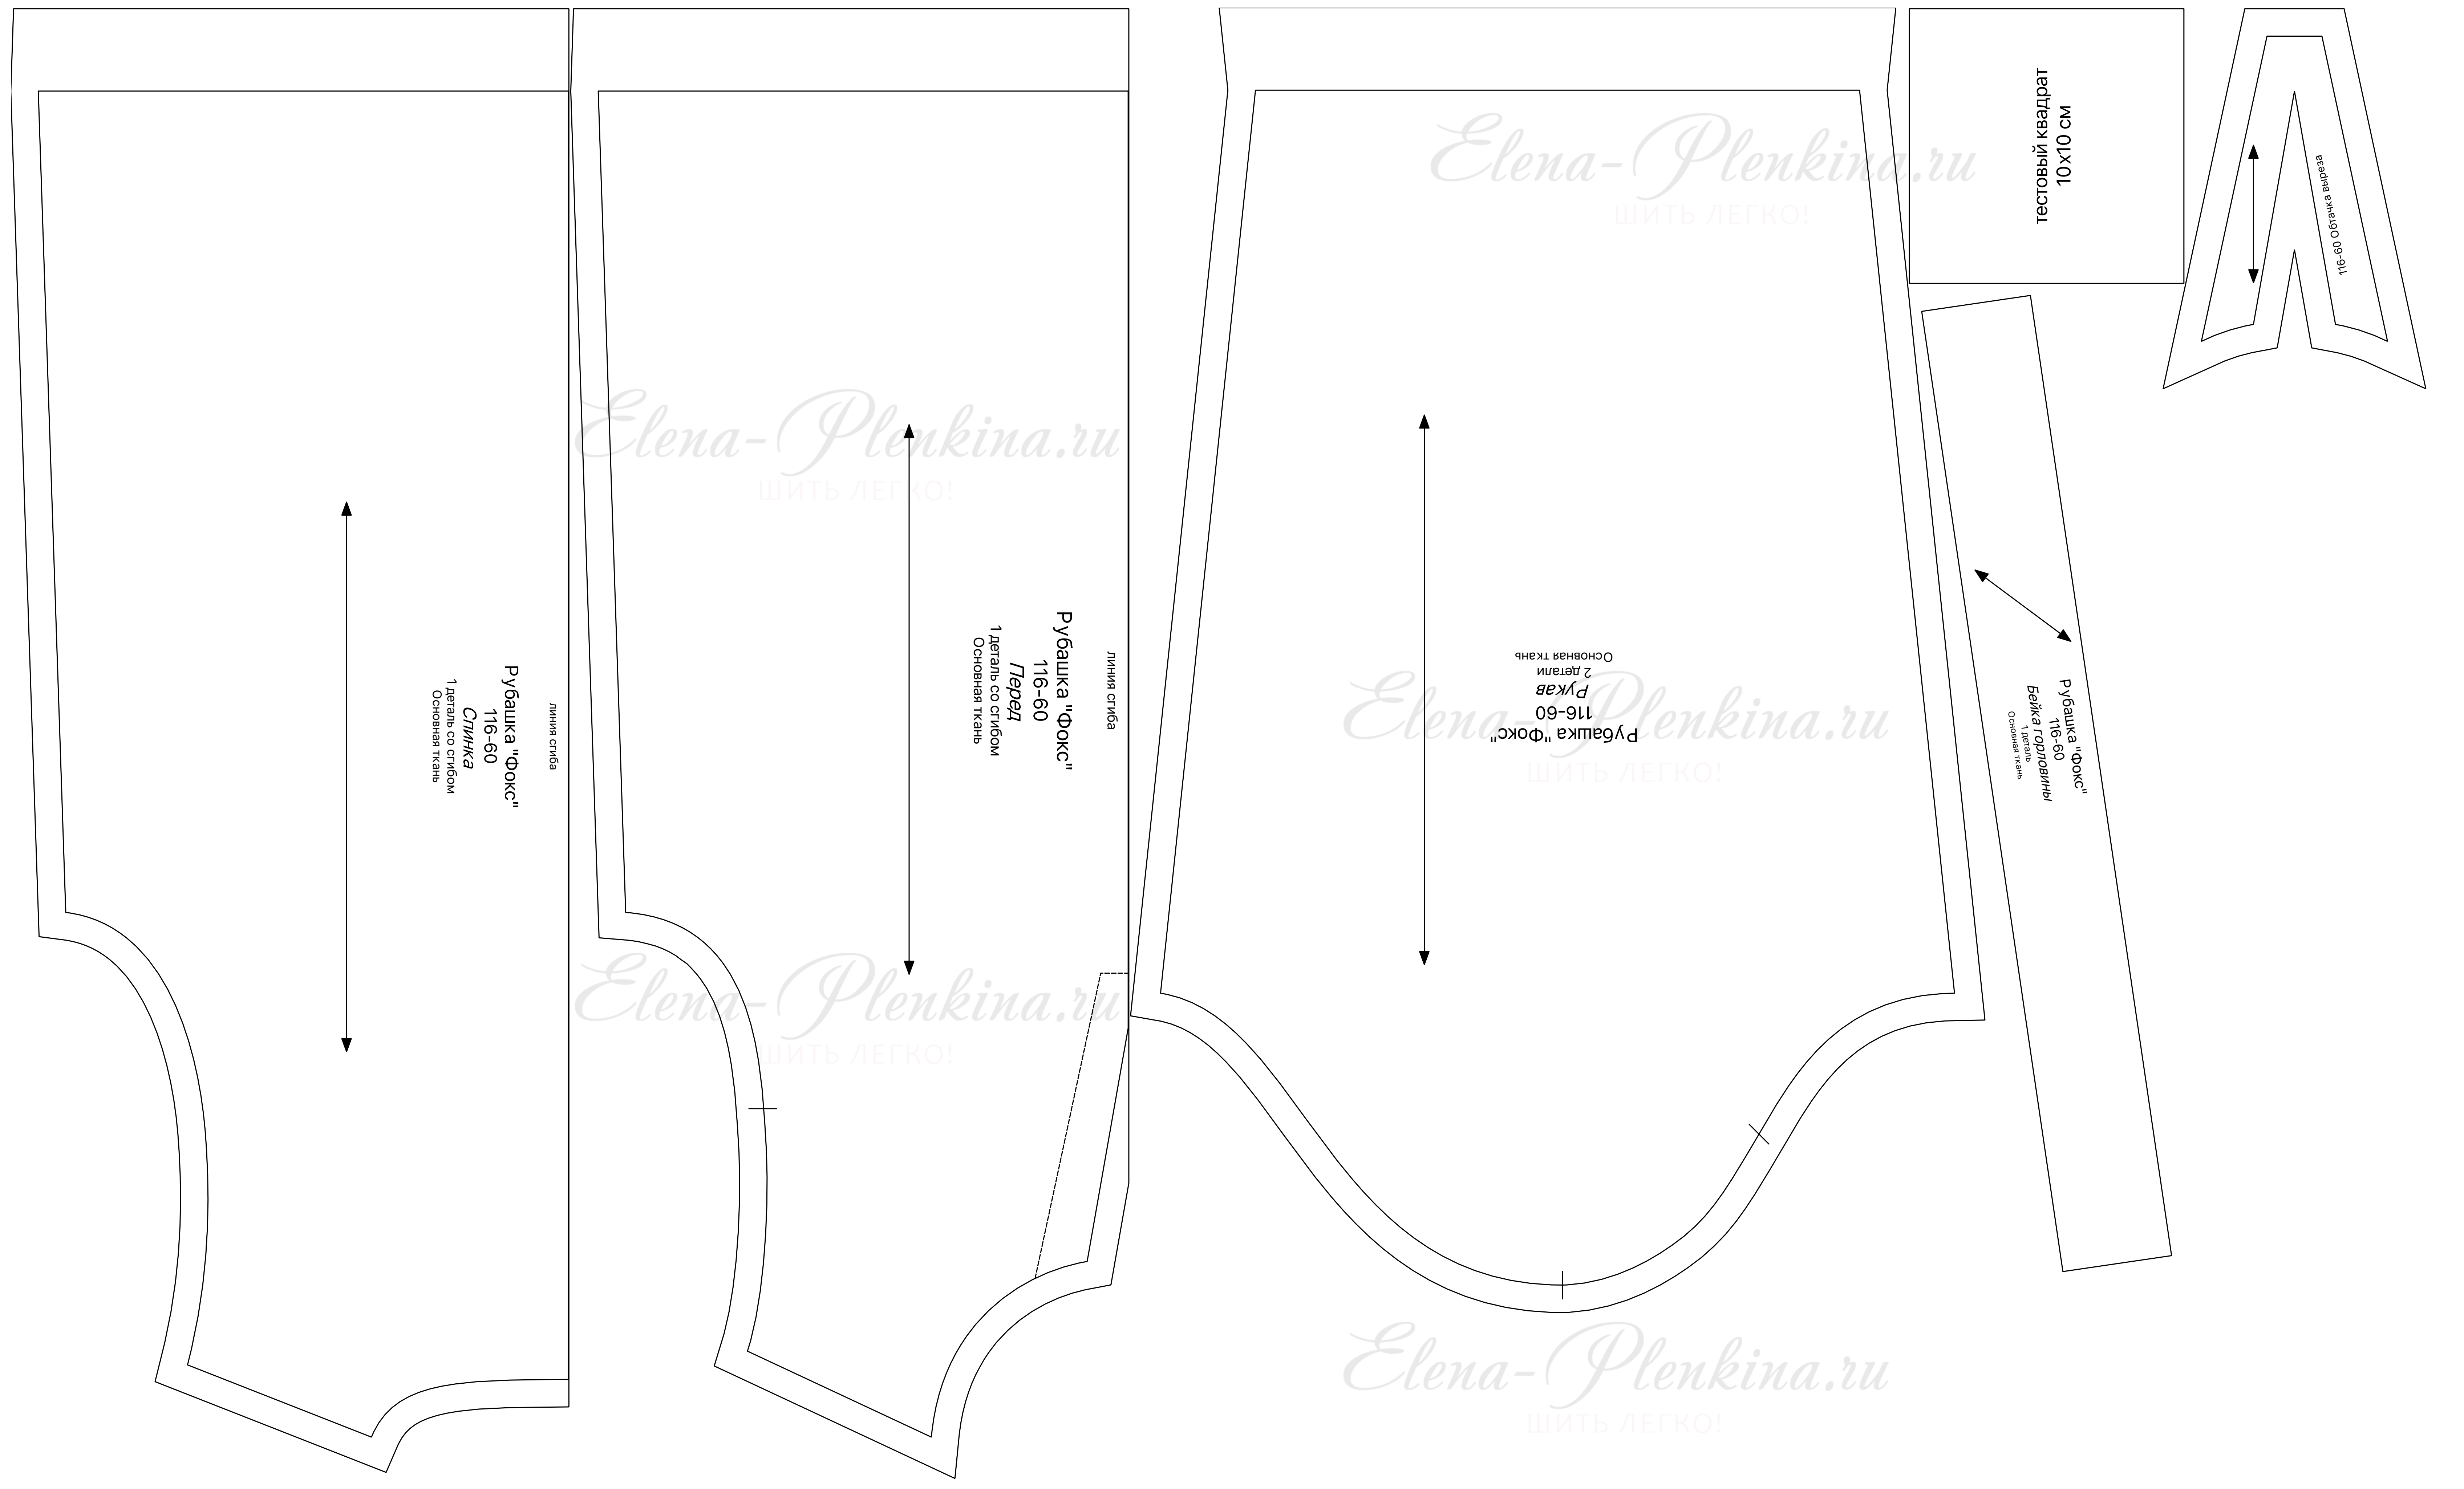 линия сгиба
Рубашка "Фокс"
116-60
Спинка
1 деталь со сгибом
Основная ткань
линия сгиба
Рубашка "Фокс"
116-60
Перед
1 деталь со сгибом
Основная ткань
Рубашка "Фокс"
116-60
Рукав
2 детали
Основная ткань
тестовый квадрат
10х10 см
116-60 Обтачка выреза
Рубашка "Фокс"
116-60
Бейка горловины
1 деталь
Основная ткань
Elena-Plenkina.ru
ШИТЬ ЛЕГКО!
Elena-Plenkina.ru
ШИТЬ ЛЕГКО!
Elena-Plenkina.ru
ШИТЬ ЛЕГКО!
Elena-Plenkina.ru
ШИТЬ ЛЕГКО!
Elena-Plenkina.ru
ШИТЬ ЛЕГКО!